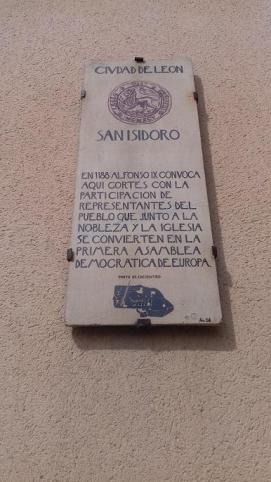 CIVDAD DE LEON
SAN ISIDORO
EN 1188 ALFONSO IX CONVOCA
AQUI CORTES CON LA
PARTICIPACION DE
REPRESENTANTES DEL
PUEBLO QUE JUNTO A LA
NOBLEZA Y LA IGLESIA
SE CONVIERTEN EN LA
PRIMERA ASAMBLEA
DEMOCRATICA DE EUROPA